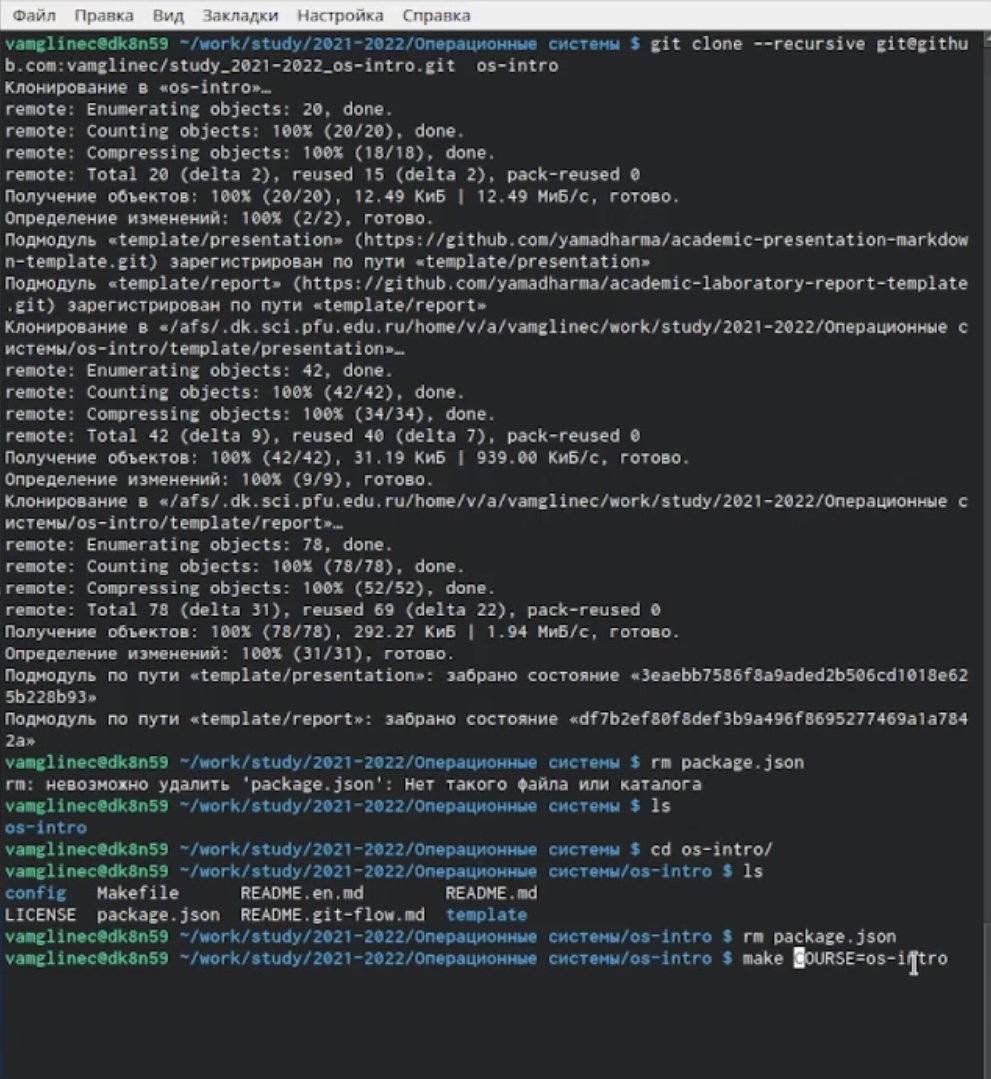 Файл Правка Вид Закладки Настройка Справка
vamglinec@dk8n59 ~/work/study/2021-2022/Операционные системы $ git clone --recursive git@githu
b.com:vamglinec/study_2021-2022_os-intro.git  os-intro
Клонирование в «os-intro»…
remote: Enumerating objects: 20, done.
remote: Counting objects: 100% (20/20), done.
remote: Compressing objects: 100% (18/18), done.
remote: Total 20 (delta 2), reused 15 (delta 2), pack-reused 0
Получение объектов: 100% (20/20), 12.49 КиБ | 12.49 МиБ/с, готово.
Определение изменений: 100% (2/2), готово.
Подмодуль «template/presentation» (https://github.com/yamadharma/academic-presentation-markdow
n-template.git) зарегистрирован по пути «template/presentation»
Подмодуль «template/report» (https://github.com/yamadharma/academic-laboratory-report-template
.git) зарегистрирован по пути «template/report»
Клонирование в «/afs/.dk.sci.pfu.edu.ru/home/v/a/vamglinec/work/study/2021-2022/Операционные с
истемы/os-intro/template/presentation»…
remote: Enumerating objects: 42, done.
remote: Counting objects: 100% (42/42), done.
remote: Compressing objects: 100% (34/34), done.
remote: Total 42 (delta 9), reused 40 (delta 7), pack-reused 0
Получение объектов: 100% (42/42), 31.19 КиБ | 939.00 КиБ/с, готово.
Определение изменений: 100% (9/9), готово.
Клонирование в «/afs/.dk.sci.pfu.edu.ru/home/v/a/vamglinec/work/study/2021-2022/Операционные с
истемы/os-intro/template/report»…
remote: Enumerating objects: 78, done.
remote: Counting objects: 100% (78/78), done.
remote: Compressing objects: 100% (52/52), done.
remote: Total 78 (delta 31), reused 69 (delta 22), pack-reused 0
Получение объектов: 100% (78/78), 292.27 КиБ | 1.94 МиБ/с, готово.
Определение изменений: 100% (31/31), готово.
Подмодуль по пути «template/presentation»: забрано состояние «3eaebb7586f8a9aded2b506cd1018e62
5b228b93»
Подмодуль по пути «template/report»: забрано состояние «df7b2ef80f8def3b9a496f8695277469a1a784
2a»
vamglinec@dk8n59 ~/work/study/2021-2022/Операционные системы $ rm package.json
rm: невозможно удалить 'package.json': Нет такого файла или каталога
vamglinec@dk8n59 ~/work/study/2021-2022/Операционные системы $ ls
os-intro
vamglinec@dk8n59 ~/work/study/2021-2022/Операционные системы $ cd os-intro/
vamglinec@dk8n59 ~/work/study/2021-2022/Операционные системы/os-intro $ ls
config   Makefile      README.en.md        README.md
LICENSE  package.json  README.git-flow.md  template
vamglinec@dk8n59 ~/work/study/2021-2022/Операционные системы/os-intro $ rm package.json
vamglinec@dk8n59 ~/work/study/2021-2022/Операционные системы/os-intro $ make COURSE=os-intro